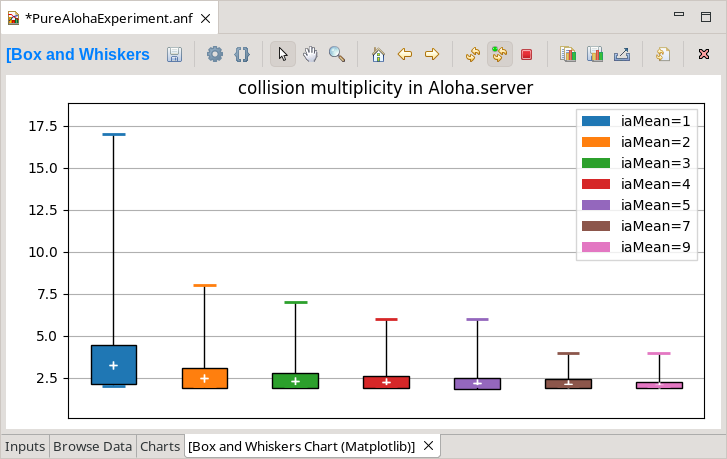 *PureAlohaExperiment.anf
[Box and Whiskers
collision multiplicity in Aloha.server
17.5
15.0
12.5
10.0
7.5
5.0
2.5
iaMean=1
iaMean=2
iaMean=3
iaMean=4
iaMean=5
iaMean=7
iaMean=9
Inputs Browse Data Charts [Box and Whiskers Chart (Matplotlib)]